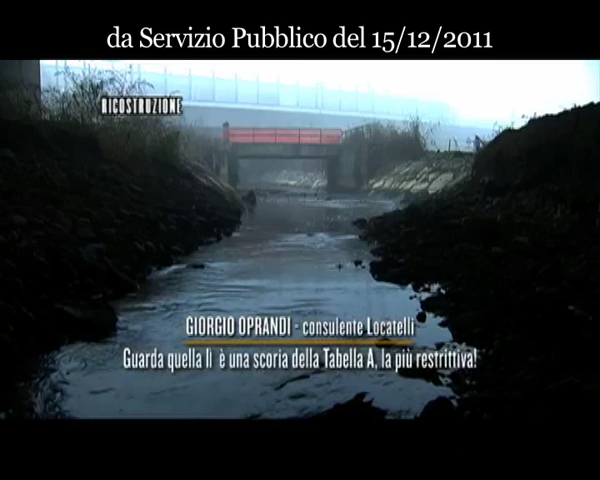 da Servizio Pubblico del 15/12/2011
RICOSTRUZIONE
GIORGIO OPRANDI - consulente Locatelli
Guarda quella lì è una scoria della Tabella A, la più restrittiva!